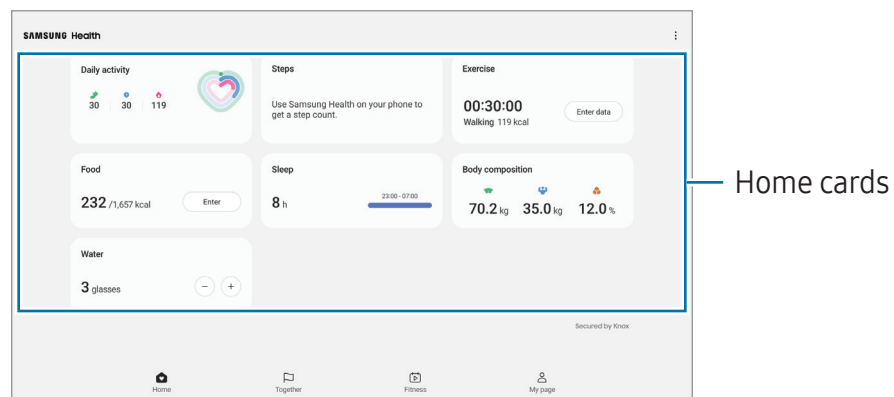 SAMSUNG Health
Daily activity
30 30 119
Steps
Use Samsung Health on your phone to
get a step count.
Exercise
00:30:00
Walking 119 kcal
Enter data
Food
232 /1,657 kcal
Enter
Sleep
8 h
23:00 - 07:00
Body composition
70.2 kg 35.0 kg 12.0 %
Water
3 glasses
− +
Home cards
Secured by Knox
Home
Together
Fitness
My page